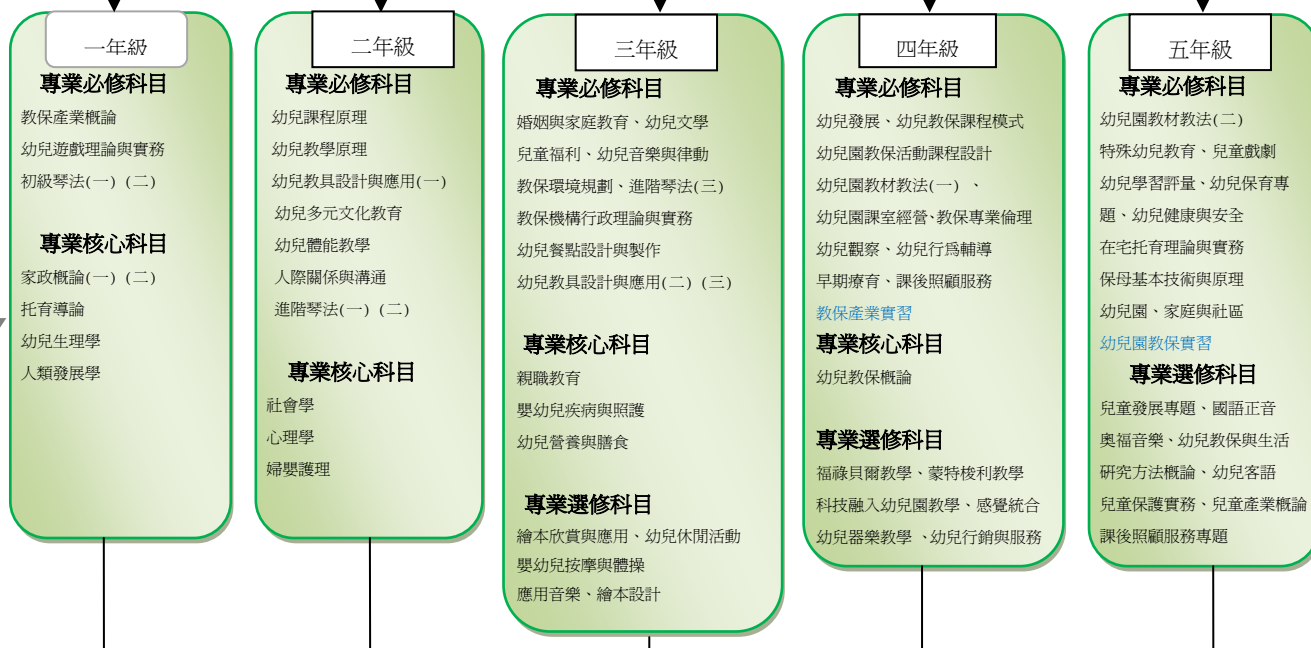 一年級
專業必修科目
教保產業概論
幼兒遊戲理論與實務
初級琴法(一) (二)
專業核心科目
家政概論(一) (二)
托育導論
幼兒生理學
人類發展學
二年級
專業必修科目
幼兒課程原理
幼兒教學原理
幼兒教具設計與應用(一)
幼兒多元文化教育
幼兒體能教學
人際關係與溝通
進階琴法(一) (二)
專業核心科目
社會學
心理學
婦嬰護理
三年級
專業必修科目
婚姻與家庭教育、幼兒文學
兒童福利、幼兒音樂與律動
教保環境規劃、進階琴法(三)
教保機構行政理論與實務
幼兒餐點設計與製作
幼兒教具設計與應用(二) (三)
專業核心科目
親職教育
嬰幼兒疾病與照護
幼兒營養與膳食
專業選修科目
繪本欣賞與應用、幼兒休閒活動
嬰幼兒按摩與體操
應用音樂、繪本設計
四年級
專業必修科目
幼兒發展、幼兒教保課程模式
幼兒園教保活動課程設計
幼兒園教材教法(一) 、
幼兒園課室經營、教保專業倫理
幼兒觀察、幼兒行為輔導
早期療育、課後照顧服務
教保產業實習
專業核心科目
幼兒教保概論
專業選修科目
福祿貝爾教學、蒙特梭利教學
科技融入幼兒園教學、感覺統合
幼兒器樂教學 、幼兒行銷與服務
五年級
專業必修科目
幼兒園教材教法(二)
特殊幼兒教育、兒童戲劇
幼兒學習評量、幼兒保育專
題、幼兒健康與安全
在宅托育理論與實務
保母基本技術與原理
幼兒園、家庭與社區
幼兒園教保實習
專業選修科目
兒童發展專題、國語正音
奧福音樂、幼兒教保與生活
研究方法概論、幼兒客語
兒童保護實務、兒童產業概論
課後照顧服務專題